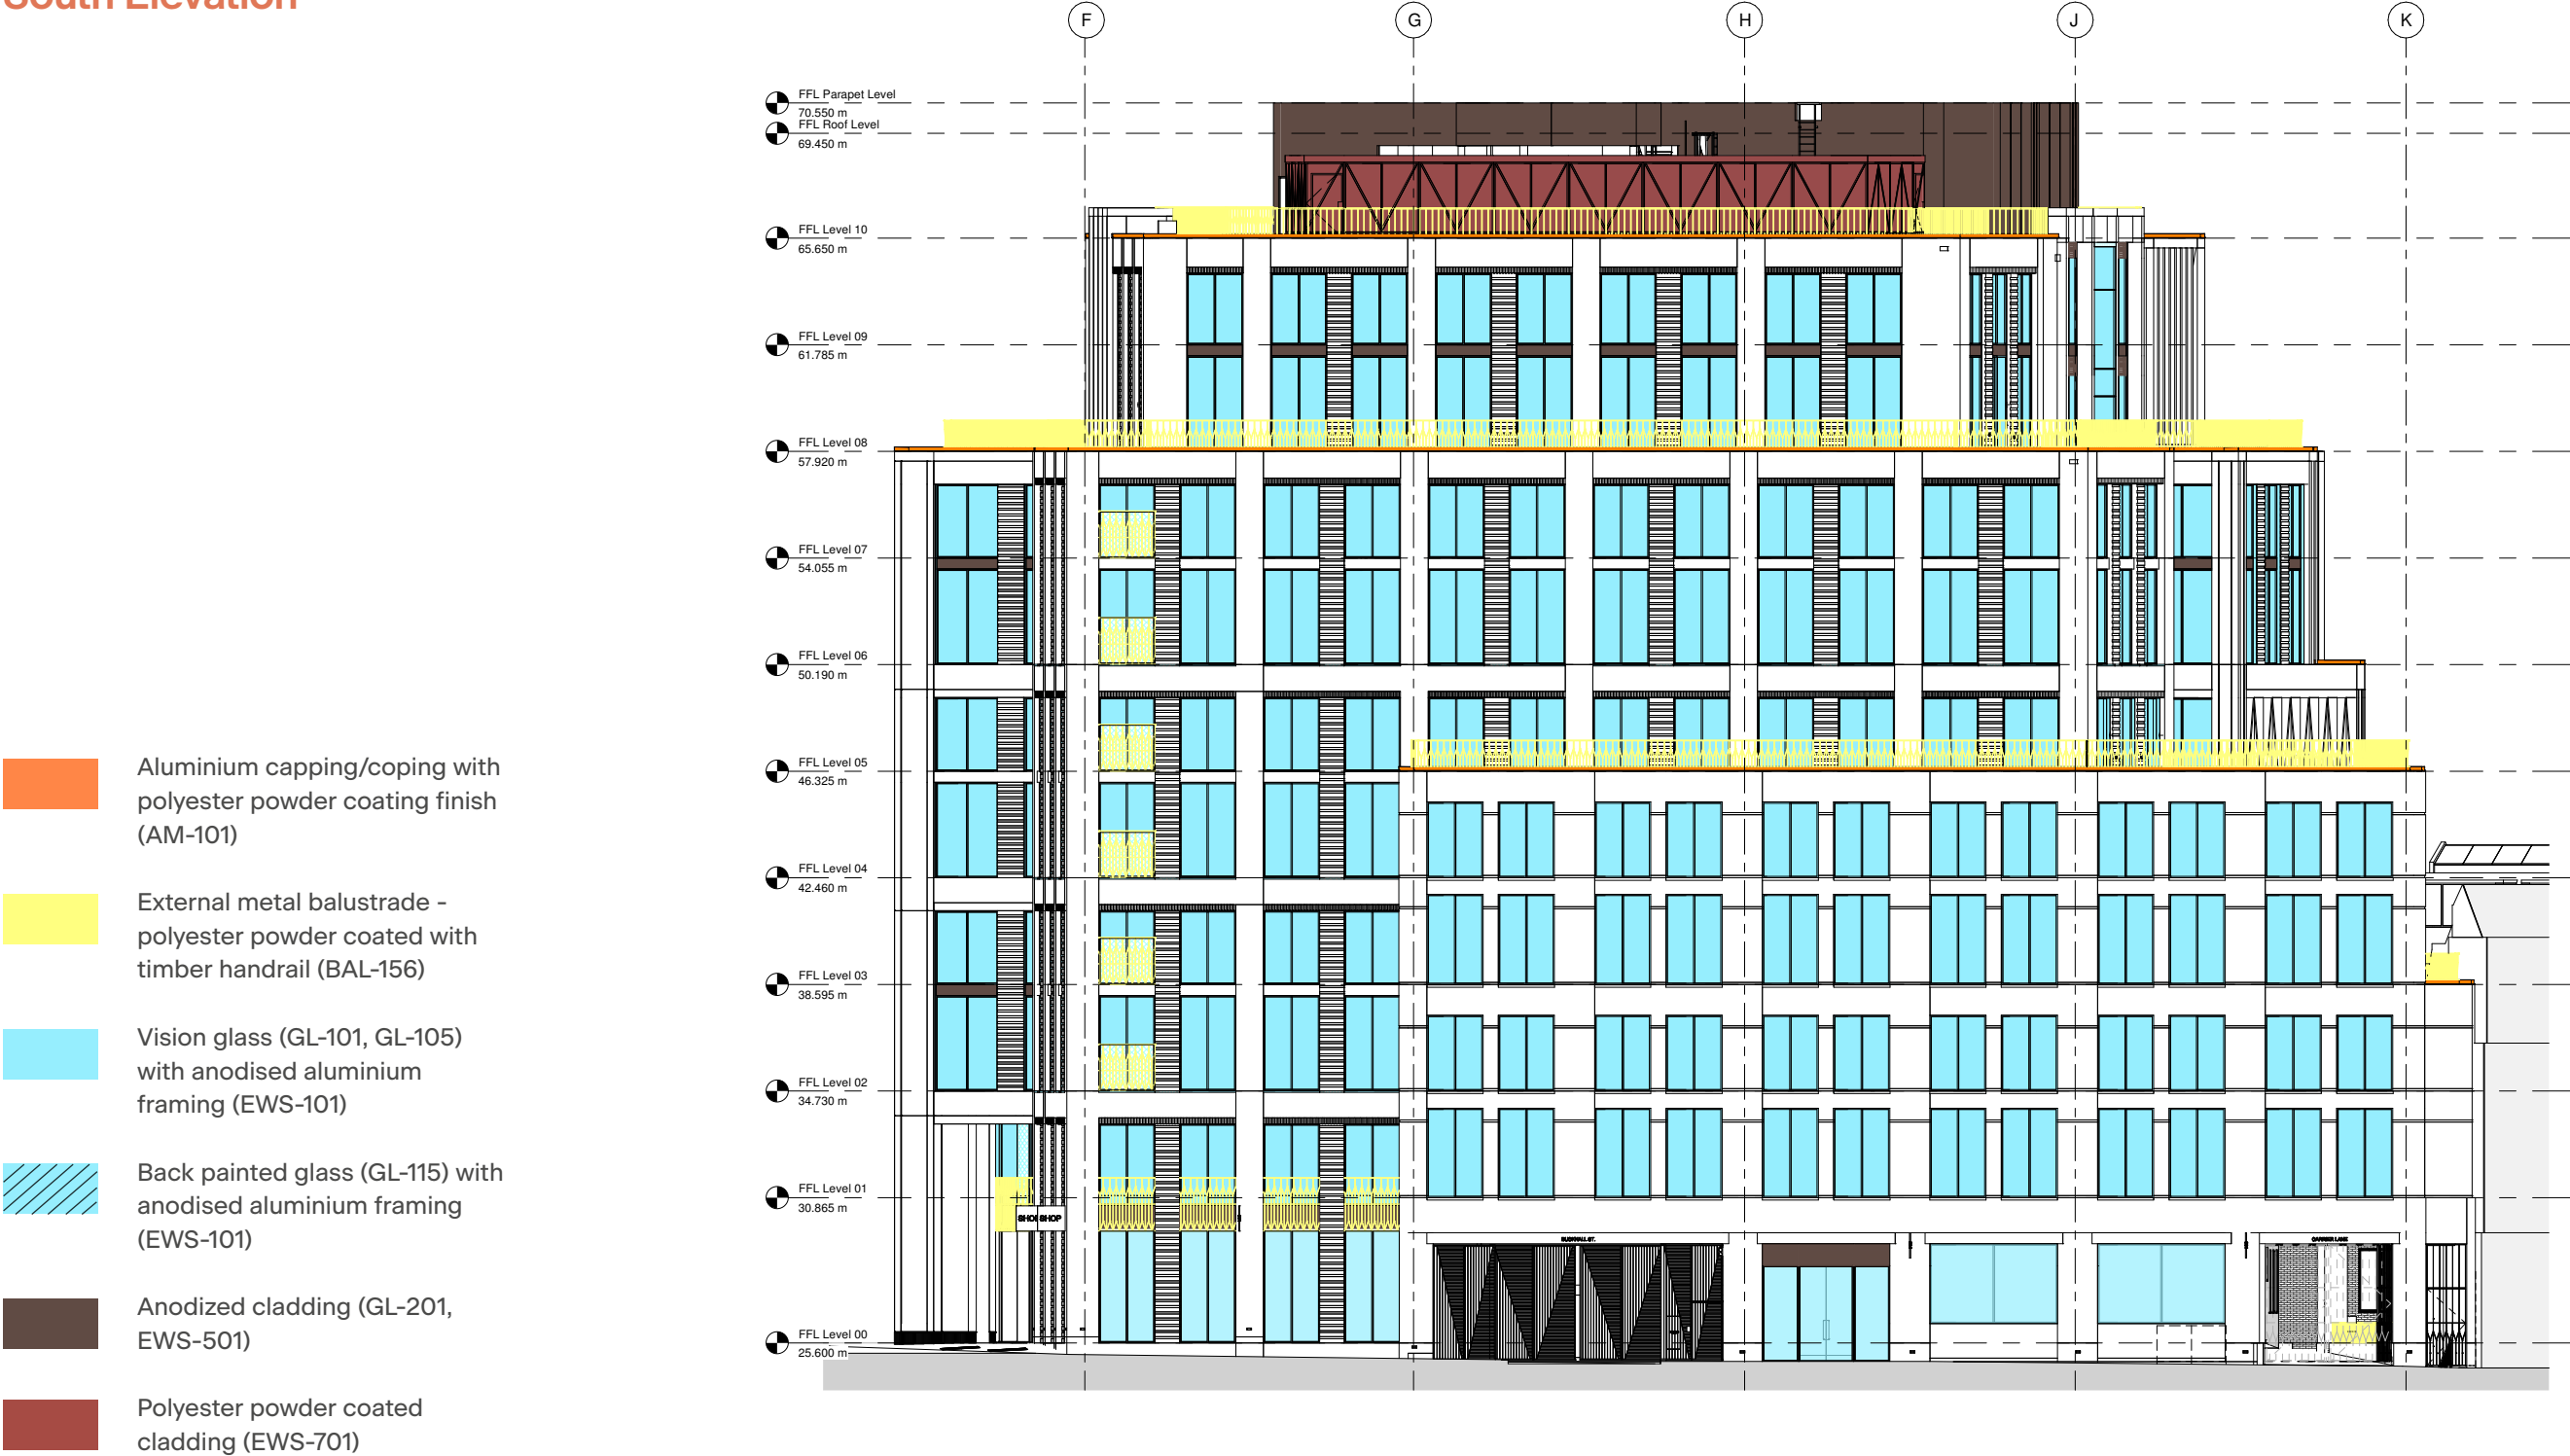 South Elevation
F
G
H
J
K
FFL Parapet Level
70.550 m
FFL Roof Level
69.450 m
FFL Level 10
65.650 m
FFL Level 09
61.785 m
FFL Level 08
57.920 m
FFL Level 07
54.055 m
FFL Level 06
50.190 m
FFL Level 05
46.325 m
FFL Level 04
42.460 m
FFL Level 03
38.595 m
FFL Level 02
34.730 m
FFL Level 01
30.865 m
FFL Level 00
25.600 m
SHOP
Aluminium capping/coping with
polyester powder coating finish
(AM-101)
External metal balustrade -
polyester powder coated with
timber handrail (BAL-156)
Vision glass (GL-101, GL-105)
with anodised aluminium
framing (EWS-101)
Back painted glass (GL-115) with
anodised aluminium framing
(EWS-101)
Anodized cladding (GL-201,
EWS-501)
Polyester powder coated
cladding (EWS-701)